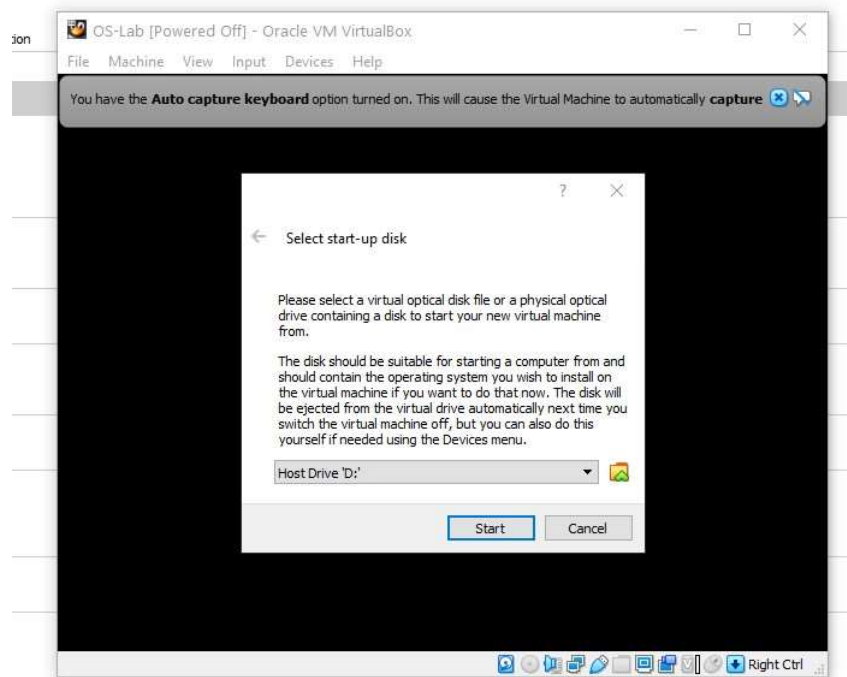 OS-Lab [Powered Off] - Oracle VM VirtualBox
File Machine View Input Devices Help
You have the Auto capture keyboard option turned on. This will cause the Virtual Machine to automatically capture
?
Select start-up disk
Please select a virtual optical disk file or a physical optical
drive containing a disk to start your new virtual machine
from.
The disk should be suitable for starting a computer from and
should contain the operating system you wish to install on
the virtual machine if you want to do that now. The disk will
be ejected from the virtual drive automatically next time you
switch the virtual machine off, but you can also do this
yourself if needed using the Devices menu.
Host Drive 'D:'
Start Cancel
Right Ctrl